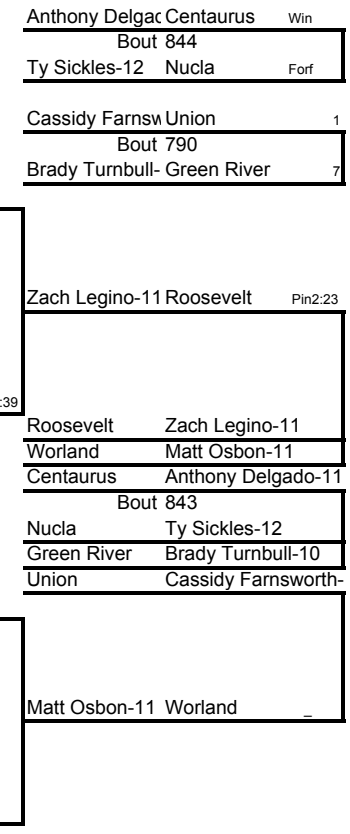 Anthony Delgac Centaurus Win
Bout 844
Ty Sickles-12 Nucla Forf
Cassidy Farnsw Union 1
Bout 790
Brady Turnbull- Green River 7
Zach Legino-11 Roosevelt Pin2:23
:39
Roosevelt Zach Legino-11
Worland Matt Osbon-11
Centaurus Anthony Delgado-11
Bout 843
Nucla Ty Sickles-12
Green River Brady Turnbull-10
Union Cassidy Farnsworth-
Matt Osbon-11 Worland _